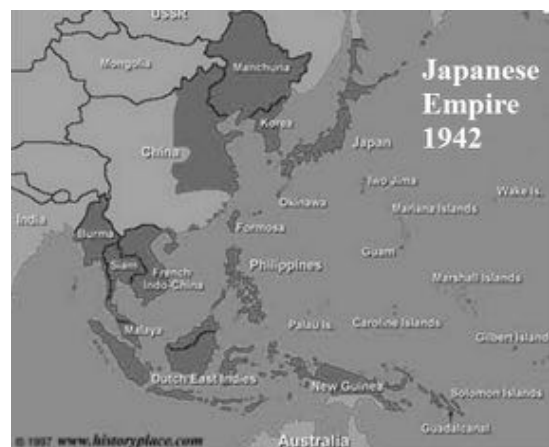 USSR
Mongolia
Manchuria
Japanese
Empire
1942
Korea
Japan
China
Iwo Jima
Wake Is.
Okinawa
Mariana Islands
India
Formosa
Burma
Guam
Siam
French
Indo-China
Philippines
Marshall Islands
Malaya
Palau Is.
Caroline Islands
Gilbert Island
Dutch East Indies
New Guinea
Solomon Islands
Guadalcanal
© 1997 www.historyplace.com
Australia